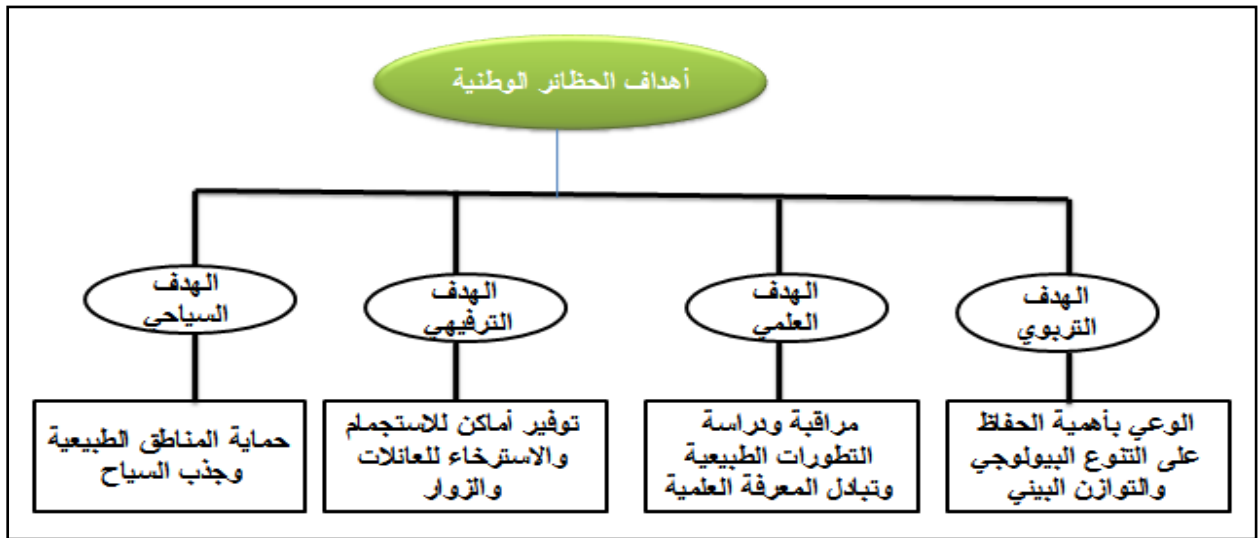 أهداف الحظائر الوطنية
الهدف
التربوي
الهدف
العلمي
الهدف
الترفيهي
الهدف
السياحي
الوعي بأهمية الحفاظ
على التنوع البيولوجي
والتوازن البيئي
مراقبة ودراسة
التطورات الطبيعية
وتبادل المعرفة العلمية
توفير أماكن للاستجمام
والاسترخاء للعائلات
والزوار
حماية المناطق الطبيعية
وجذب السياح